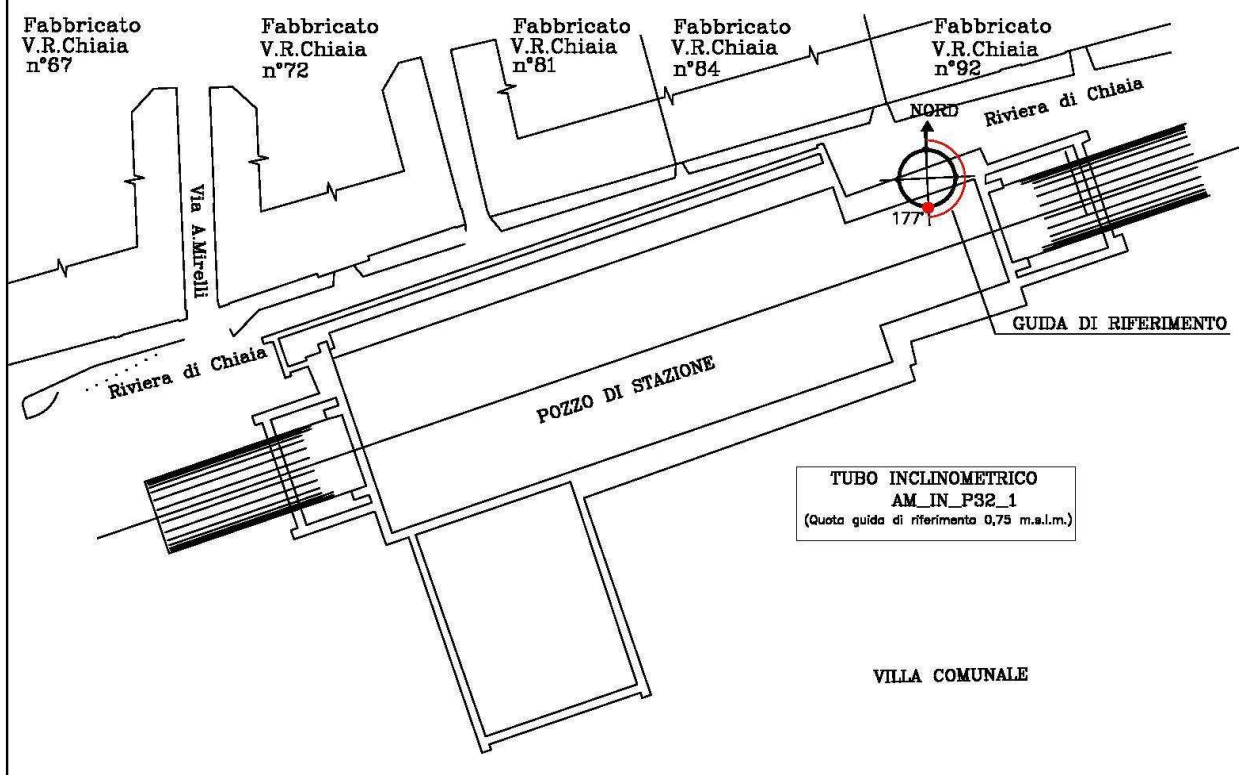 Fabbricato
V.R.Chiaia
n°67
Fabbricato
V.R.Chiaia
n°72
Fabbricato
V.R.Chiaia
n°81
Fabbricato
V.R.Chiaia
n°84
Fabbricato
V.R.Chiaia
n°92
NORD
Riviera di Chiaia
Via A.Mirelli
177°
GUIDA DI RIFERIMENTO
Riviera di Chiaia
POZZO DI STAZIONE
TUBO INCLINOMETRICO
AM_IN_P32_1
(Quota guida di riferimento 0,75 m.s.l.m.)
VILLA COMUNALE